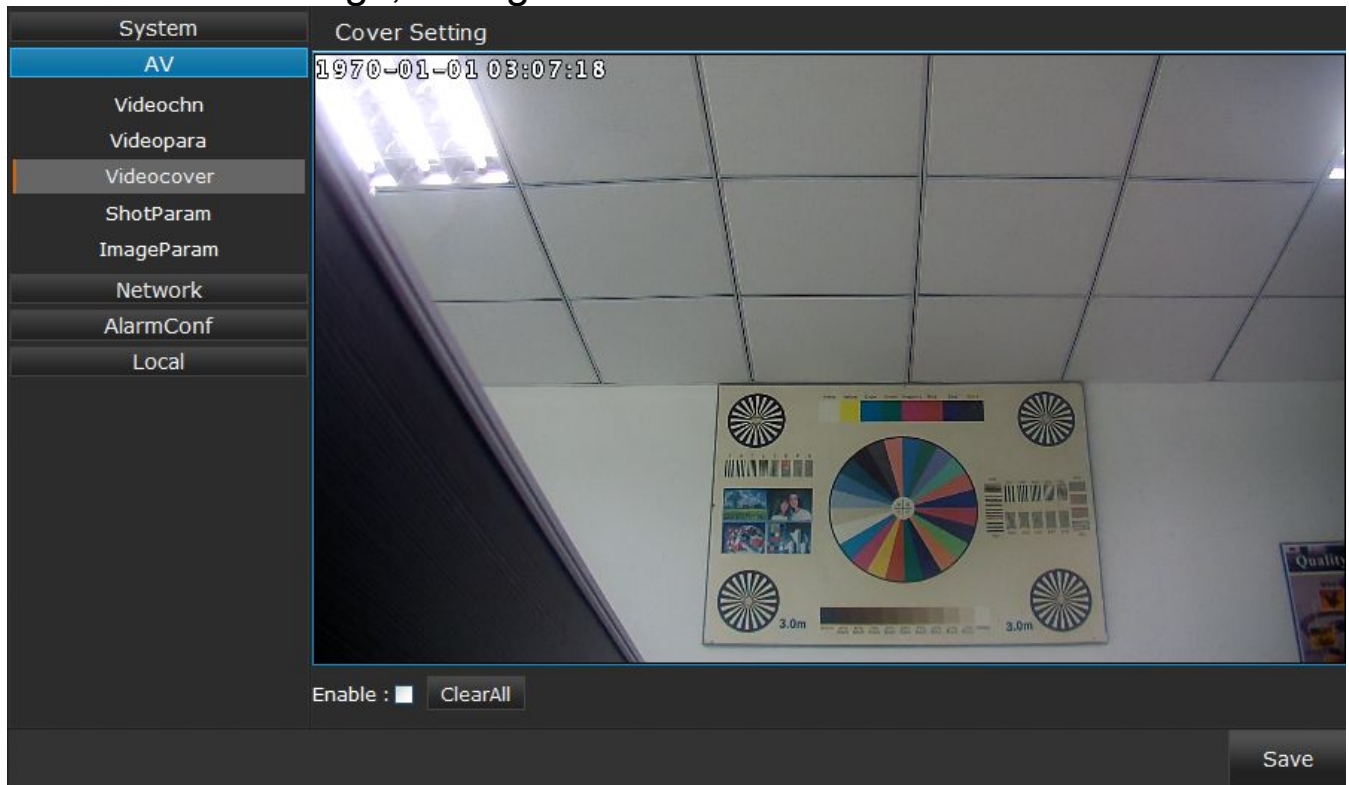 System
Cover Setting
AV
1970-01-01 03:07:18
Videochn
Videopara
Videocover
ShotParam
ImageParam
Network
AlarmConf
Local
Quality
3.0m
3.0m
Enable :
ClearAll
Save